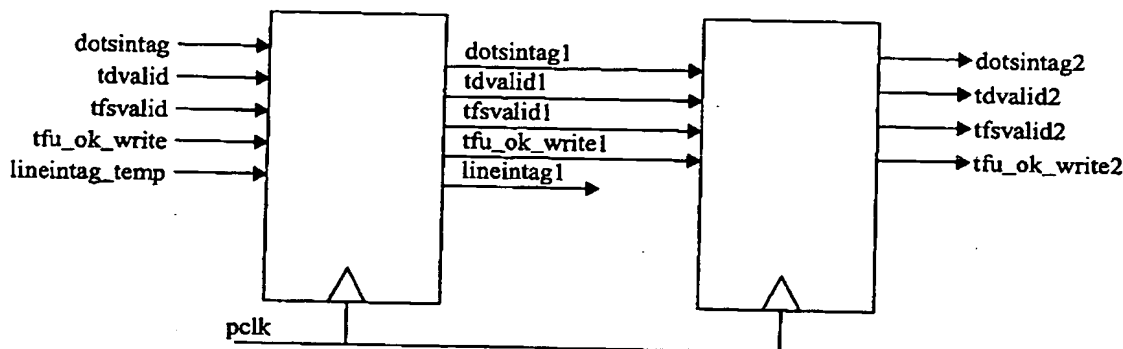 dotsintag
tdvalid
tfsvalid
tfu_ok_write
lineintag_temp
dotsintag1
tdvalid1
tfsvalid1
tfu_ok_write1
lineintag1
dotsintag2
tdvalid2
tfsvalid2
tfu_ok_write2
pclk